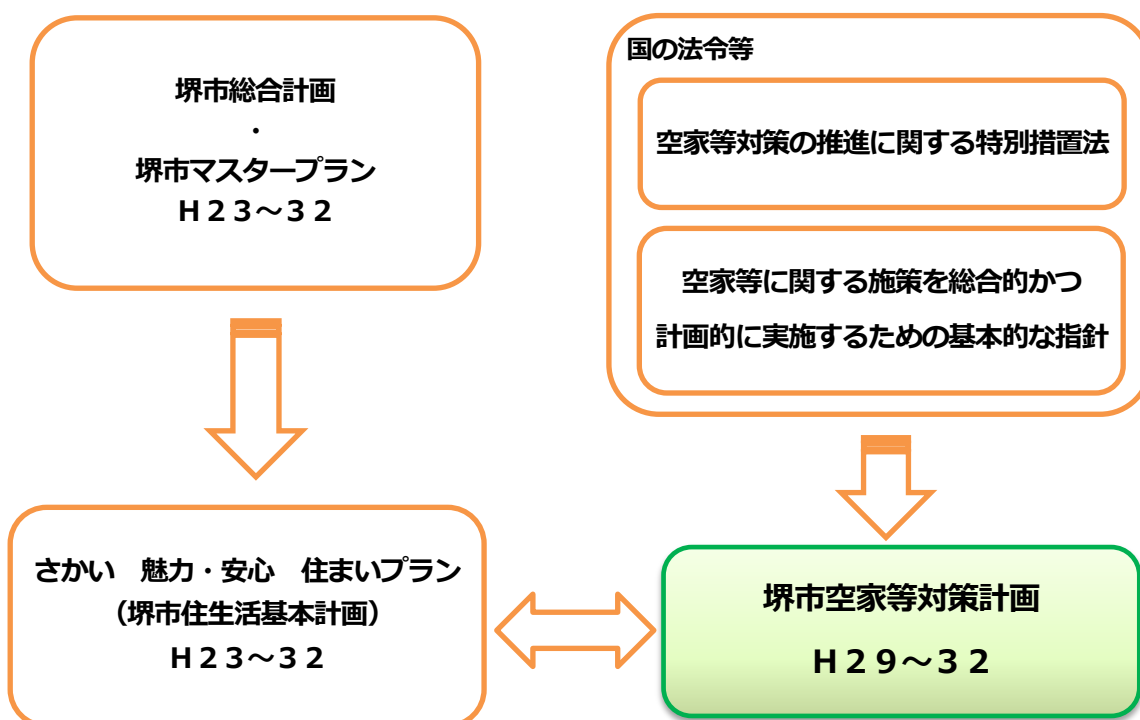 堺市総合計画
・
堺市マスタープラン
Ｈ２３～３２
国の法令等
空家等対策の推進に関する特別措置法
空家等に関する施策を総合的かつ
計画的に実施するための基本的な指針
さかい　魅力・安心　住まいプラン
（堺市住生活基本計画）
Ｈ２３～３２
堺市空家等対策計画
Ｈ２９～３２